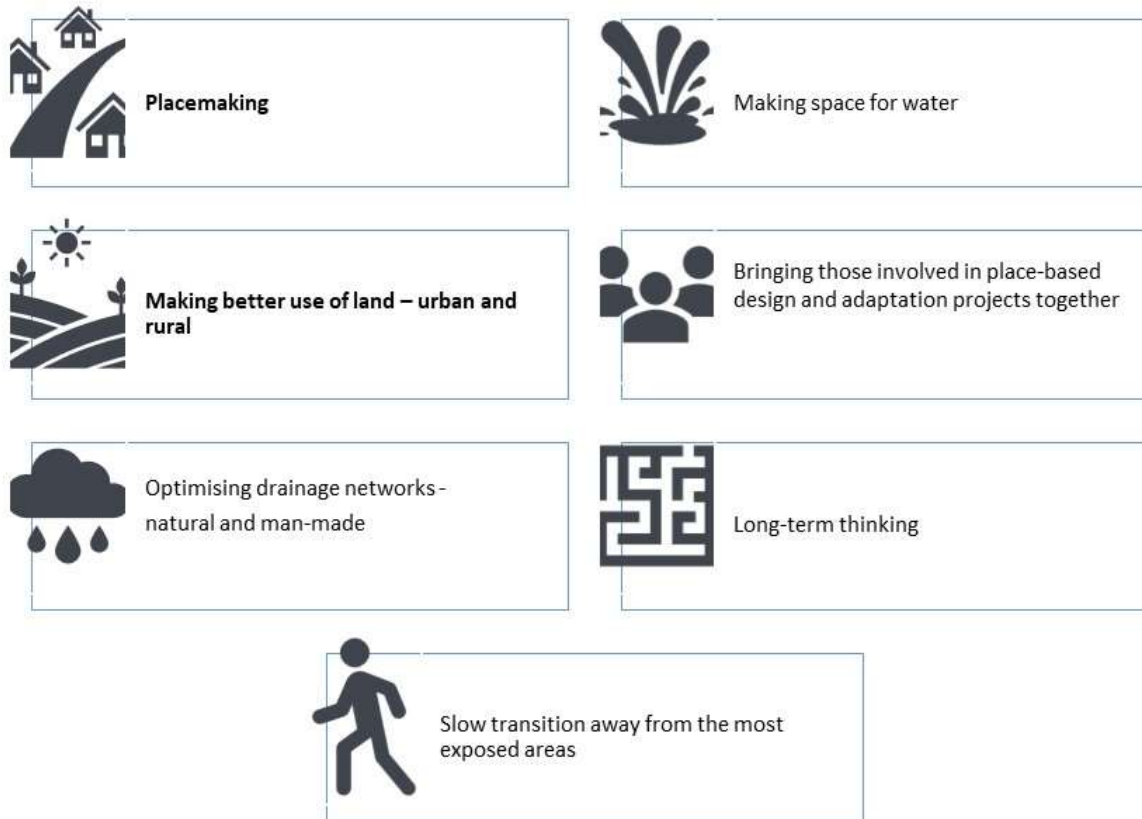 Placemaking
Making space for water
Making better use of land – urban and
rural
Bringing those involved in place-based
design and adaptation projects together
Optimising drainage networks -
natural and man-made
Long-term thinking
Slow transition away from the most
exposed areas